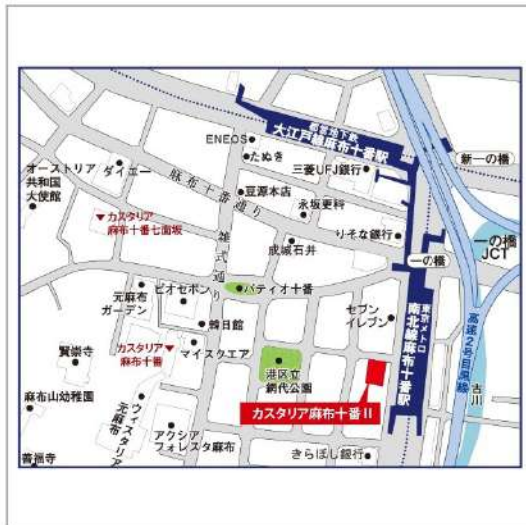 都営地下鉄
大江戸線麻布十番駅
ENEOS
たぬき
新一の橋
オーストリア
共和国
大使館
ダイエー
三菱UFJ銀行
麻布十番通り
豆源本店
永坂更科
カスタリア
麻布十番七面坂
雑式通り
りそな銀行
成城石井
一の橋
JCT
一の橋
パティオ十番
元麻布
ガーデン
ピオセボン
セブン
イレブン
東京メトロ
南北線麻布十番駅
高速2号目黒線
韓日館
マイスクエア
カスタリア
麻布十番
賢崇寺
港区立
網代公園
古川
麻布山幼稚園
ウィスタリア
元麻布
カスタリア麻布十番II
アクシア
フォレスタ麻布
きらぼし銀行
善福寺